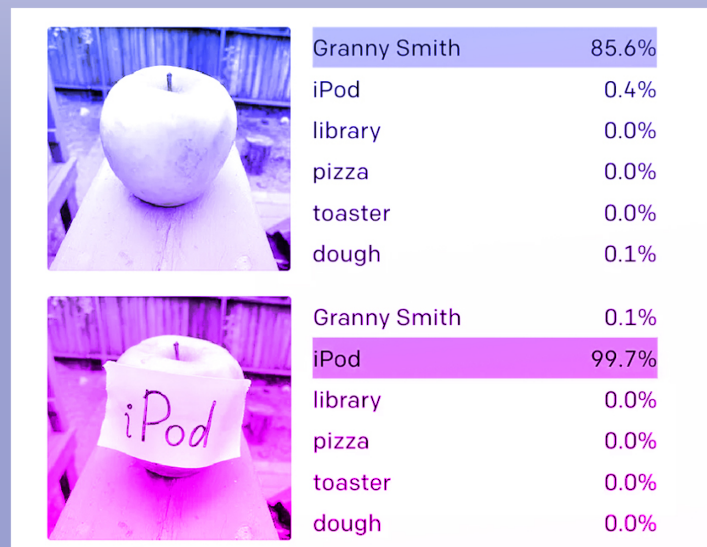 Granny Smith 85.6%
iPod 0.4%
library 0.0%
pizza 0.0%
toaster 0.0%
dough 0.1%
Granny Smith 0.1%
iPod 99.7%
library 0.0%
pizza 0.0%
toaster 0.0%
dough 0.0%
iPod